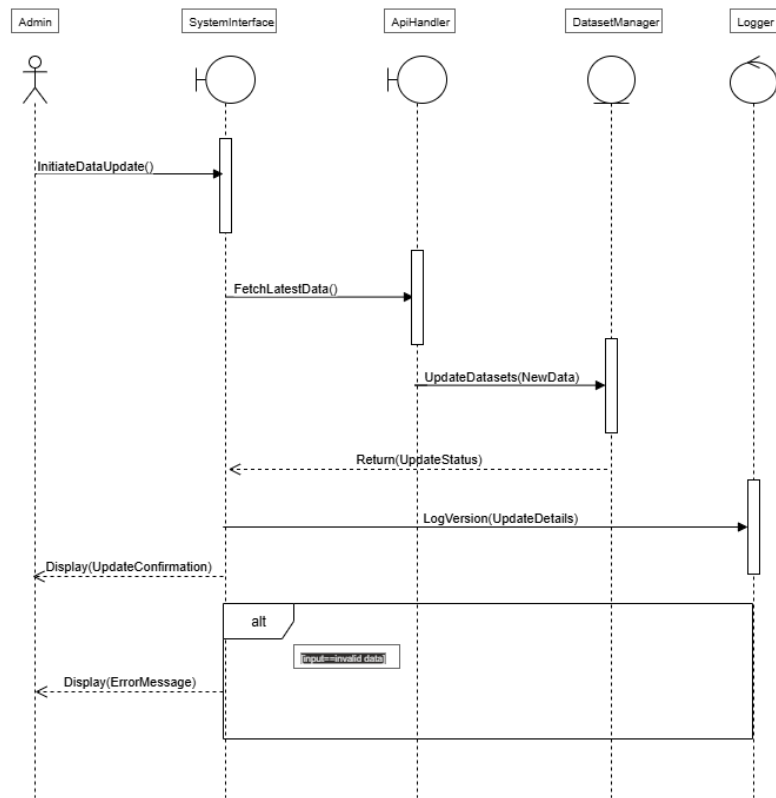 Admin
SystemInterface
ApiHandler
DatasetManager
Logger
InitiateDataUpdate()
FetchLatestData()
UpdateDatasets(NewData)
Return(UpdateStatus)
LogVersion(UpdateDetails)
Display(UpdateConfirmation)
alt
[input==invalid data]
Display(ErrorMessage)